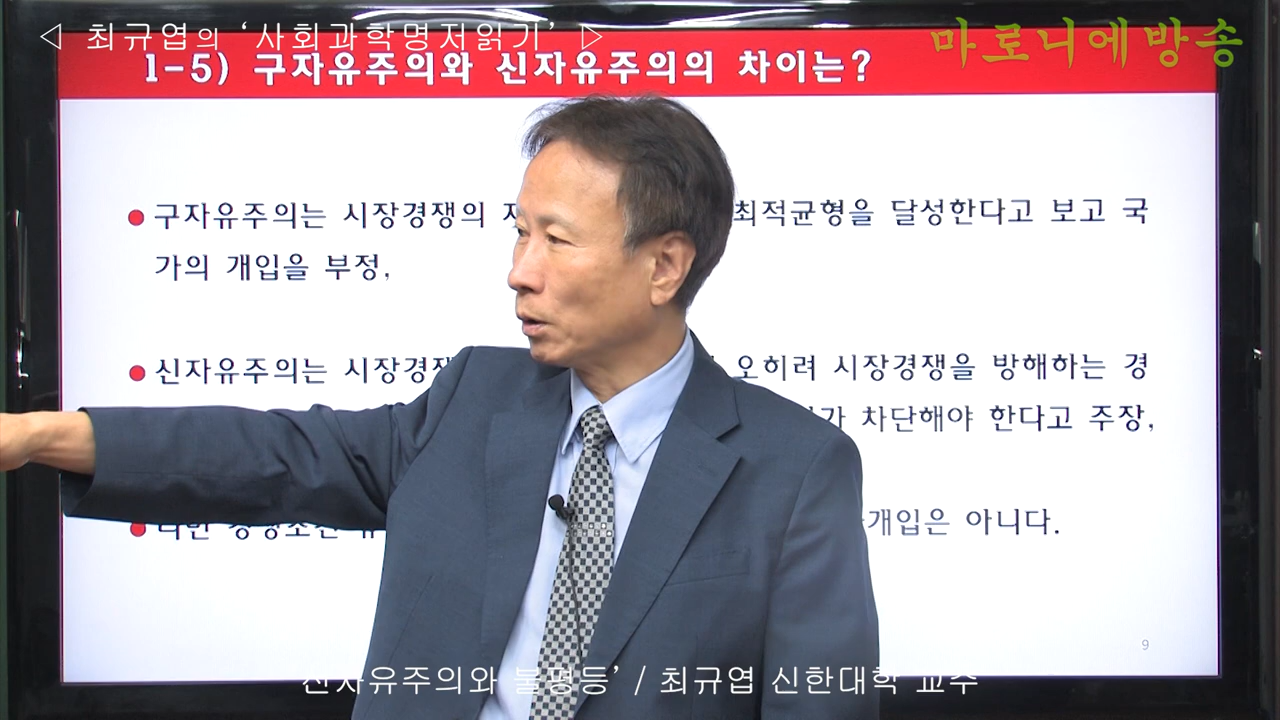 ◁ 최규엽의 ‘사회과학명저읽기’ ▷
마로니에방송
1-5) 구자유주의와 신자유주의의 차이는?
구자유주의는 시장경쟁의 최적균형을 달성한다고 보고 국
가의 개입을 부정,
신자유주의는 시장경쟁 오히려 시장경쟁을 방해하는 경
차단해야 한다고 주장,
개입은 아니다.
9
신자유주의와 불평등’ / 최규엽 신한대학 교수